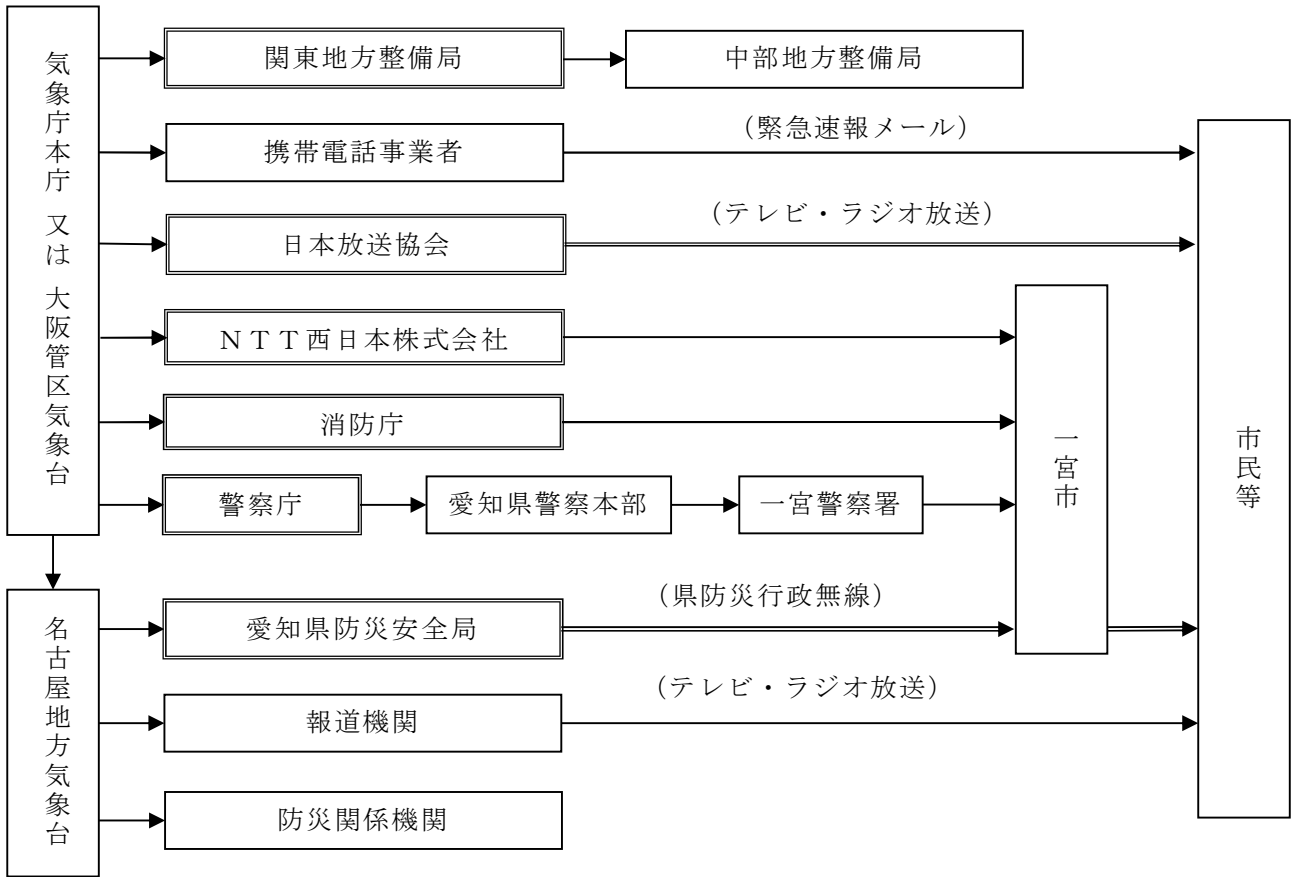 気象庁本庁 又は 大阪管区気象台
関東地方整備局
中部地方整備局
携帯電話事業者
（緊急速報メール）
日本放送協会
（テレビ・ラジオ放送）
ＮＴＴ西日本株式会社
消防庁
警察庁
愛知県警察本部
一宮警察署
一宮市
市民等
名古屋地方気象台
愛知県防災安全局
（県防災行政無線）
報道機関
（テレビ・ラジオ放送）
防災関係機関